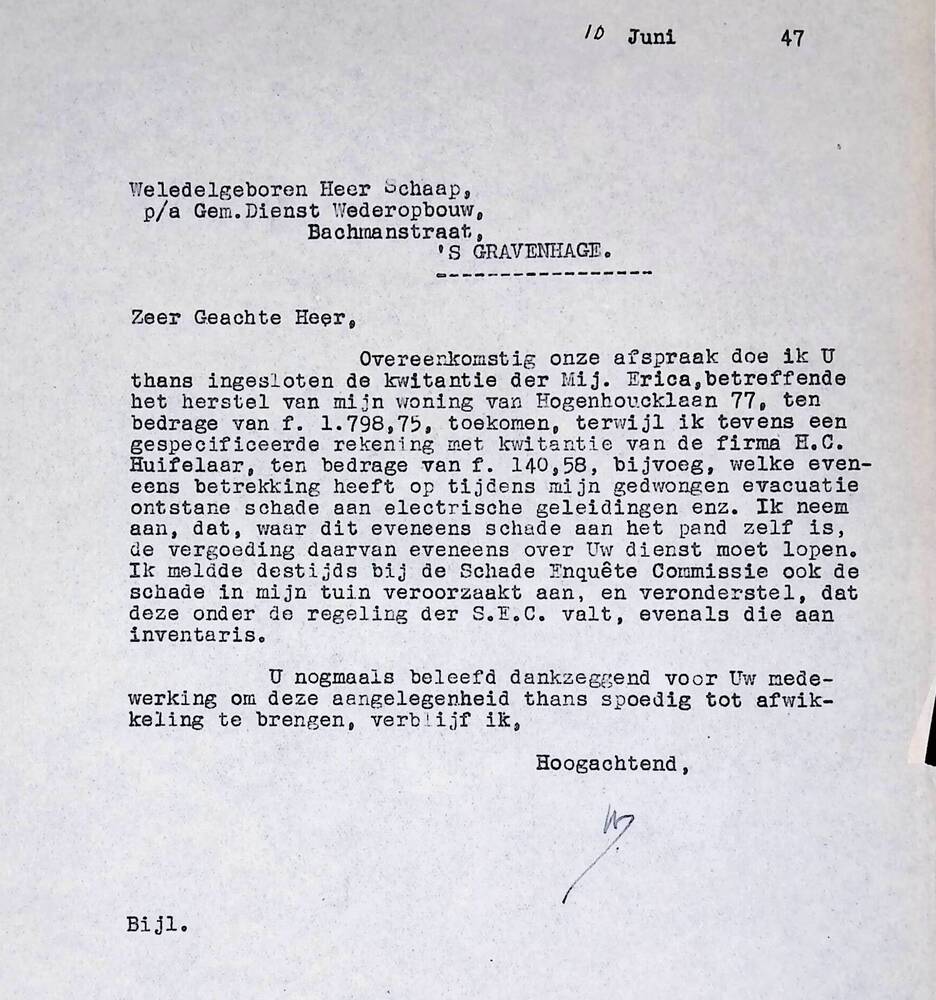 10 Juni 47
Weledelgeboren Heer Schaap,
p/a Gem.Dienst Wederopbouw,
Bachmanstraat,
'S GRAVENHAGE.
Zeer Geachte Heer,
Overeenkomstig onze afspraak doe ik U
thans ingesloten de kwitantie der Mij. Erica,betreffende
het herstel van mijn woning van Hogenhoucklaan 77, ten
bedrage van f. 1.798,75, toekomen, terwijl ik tevens een
gespecificeerde rekening met kwitantie van de firma H.C.
Huifelaar, ten bedrage van f. 140,58, bijvoeg, welke even-
eens betrekking heeft op tijdens mijn gedwongen evacuatie
ontstane schade aan electrische geleidingen enz. Ik neem
aan, dat, waar dit eveneens schade aan het pand zelf is,
de vergoeding daarvan eveneens over Uw dienst moet lopen.
Ik meldde destijds bij de Schade Enquête Commissie ook de
schade in mijn tuin veroorzaakt aan, en veronderstel, dat
deze onder de regeling der S.E.C. valt, evenals die aan
inventaris.
U nogmaals beleefd dankzeggend voor Uw mede-
werking om deze aangelegenheid thans spoedig tot afwik-
keling te brengen, verblijf ik,
Hoogachtend,
Bijl.